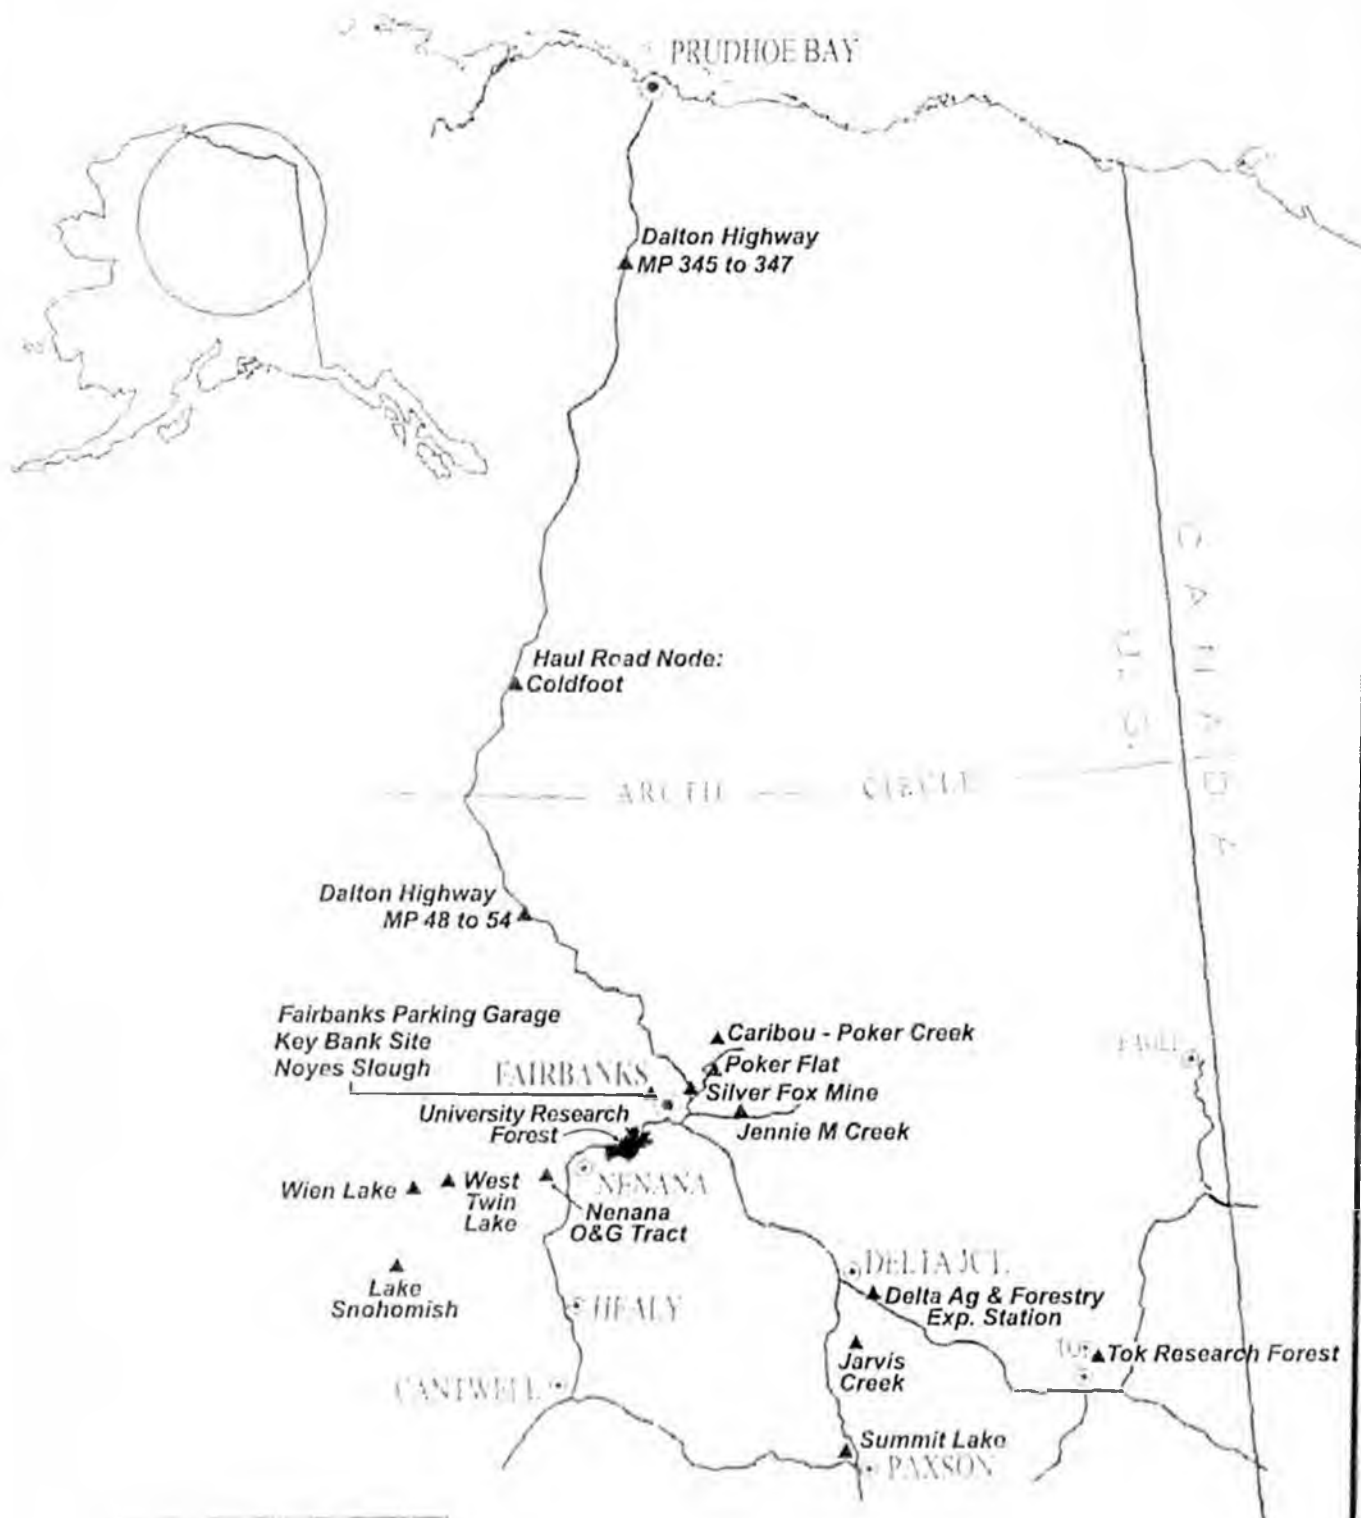 PRUDHOE BAY
Dalton Highway
MP 345 to 347
CANADA
U.S.
Haul Road Node:
Coldfoot
ARCTIC CIRCLE
Dalton Highway
MP 48 to 54
Fairbanks Parking Garage
Key Bank Site
Noyes Slough
Caribou - Poker Creek
EAGLE
FAIRBANKS
Poker Flat
Silver Fox Mine
University Research
Forest
Jennie M Creek
Wien Lake
West
Twin
Lake
NENANA
Nenana
O&G Tract
Lake
Snohomish
DELTA JCT.
Delta Ag & Forestry
Exp. Station
HEALY
Jarvis
Creek
TOK
Tok Research Forest
CANTWELL
Summit Lake
PAXSON